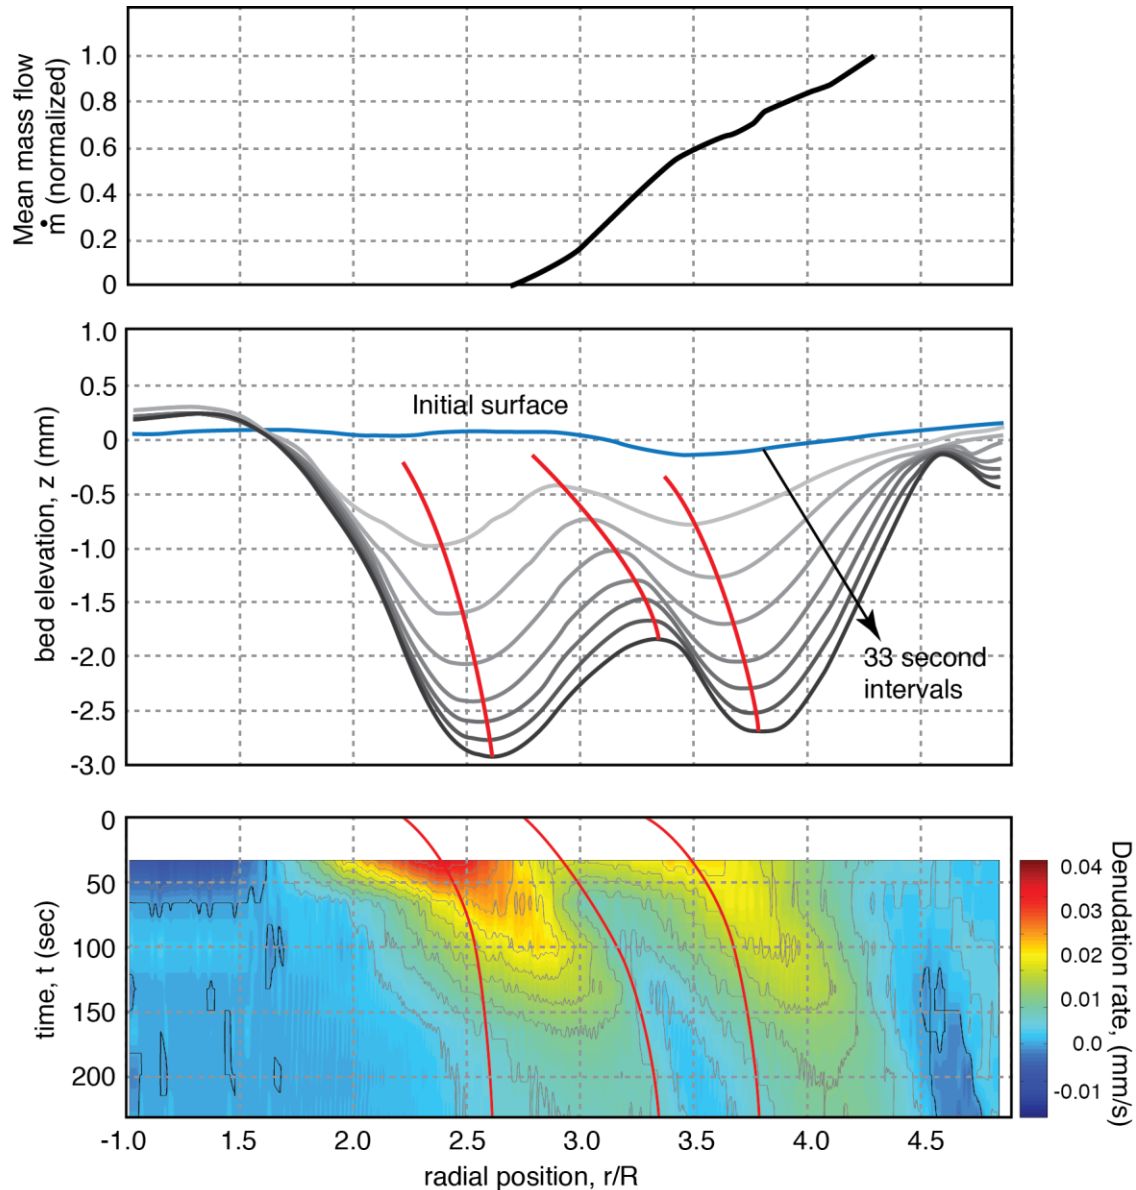 Mean mass flow
ṁ (normalized)
1.0
0.8
0.6
0.4
0.2
0
bed elevation, z (mm)
1.0
0.5
0
-0.5
-1.0
-1.5
-2.0
-2.5
-3.0
Initial surface
33 second
intervals
time, t (sec)
0
50
100
150
200
-1.0 1.5 2.0 2.5 3.0 3.5 4.0 4.5
radial position, r/R
0.04
0.03
0.02
0.01
0.0
-0.01
Denudation rate, (mm/s)